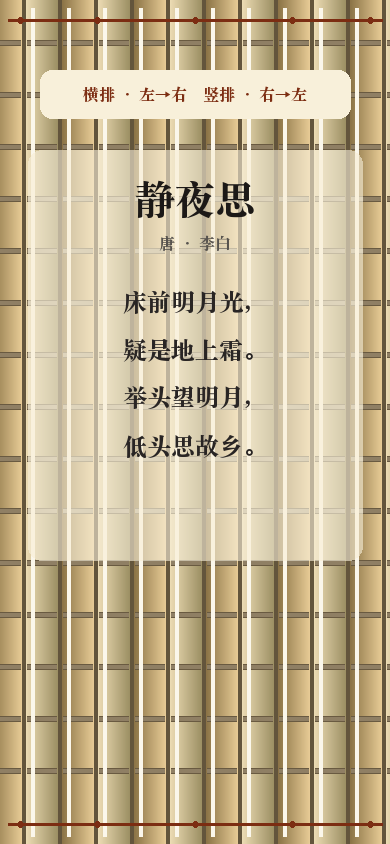 横排 · 左→右 竖排 · 右→左
静夜思
唐 · 李白
床前明月光，
疑是地上霜。
举头望明月，
低头思故乡。